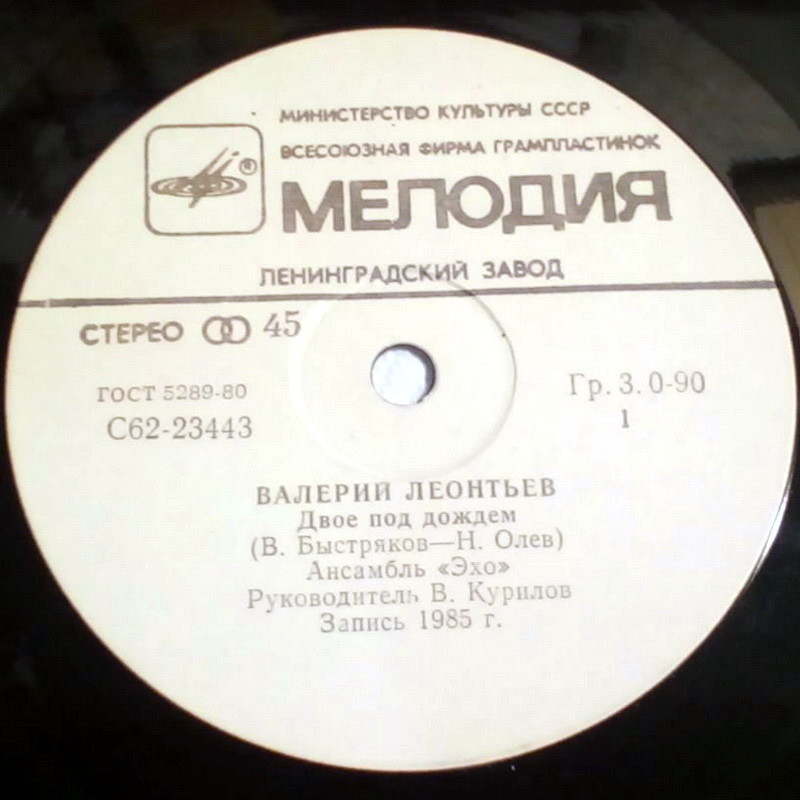 МИНИСТЕРСТВО КУЛЬТУРЫ СССР
ВСЕСОЮЗНАЯ ФИРМА ГРАМПЛАСТИНОК
®
МЕЛОДИЯ
ЛЕНИНГРАДСКИЙ ЗАВОД
СТЕРЕО 45
ГОСТ 5289-80
Гр. 3. 0-90
С62-23443
1
ВАЛЕРИЙ ЛЕОНТЬЕВ
Двое под дождем
(В. Быстряков—Н. Олев)
Ансамбль «Эхо»
Руководитель В. Курилов
Запись 1985 г.